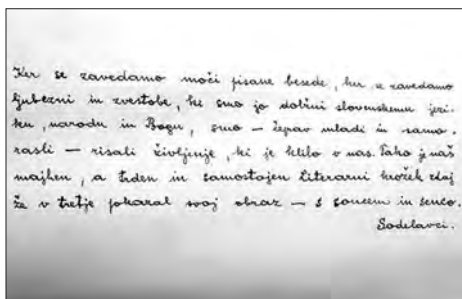 Ker se zavedamo moči pisane besede, ker se zavedamo
ljubezni in zvestobe, ki smo jo dolžni slovenskemu jezi-
ku, narodu in Bogu, smo – čeprav mladi in samo-
rasli – risali življenje, ki je klilo v nas. Tako je naš
majhen, a trden in samostojen literarni krožek zdaj
že v tretje pokazal svoj obraz – s soncem in senco.
Sodelavci.